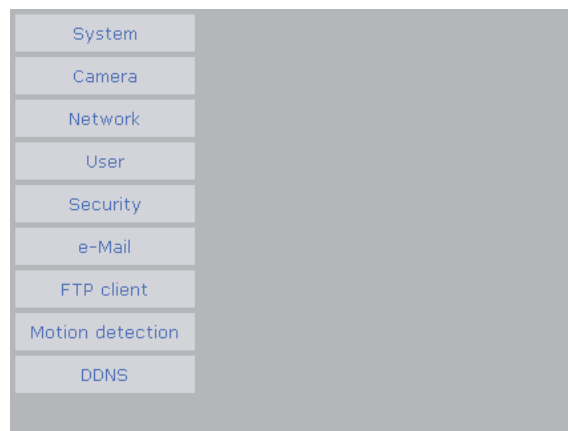 System
Camera
Network
User
Security
e-Mail
FTP client
Motion detection
DDNS